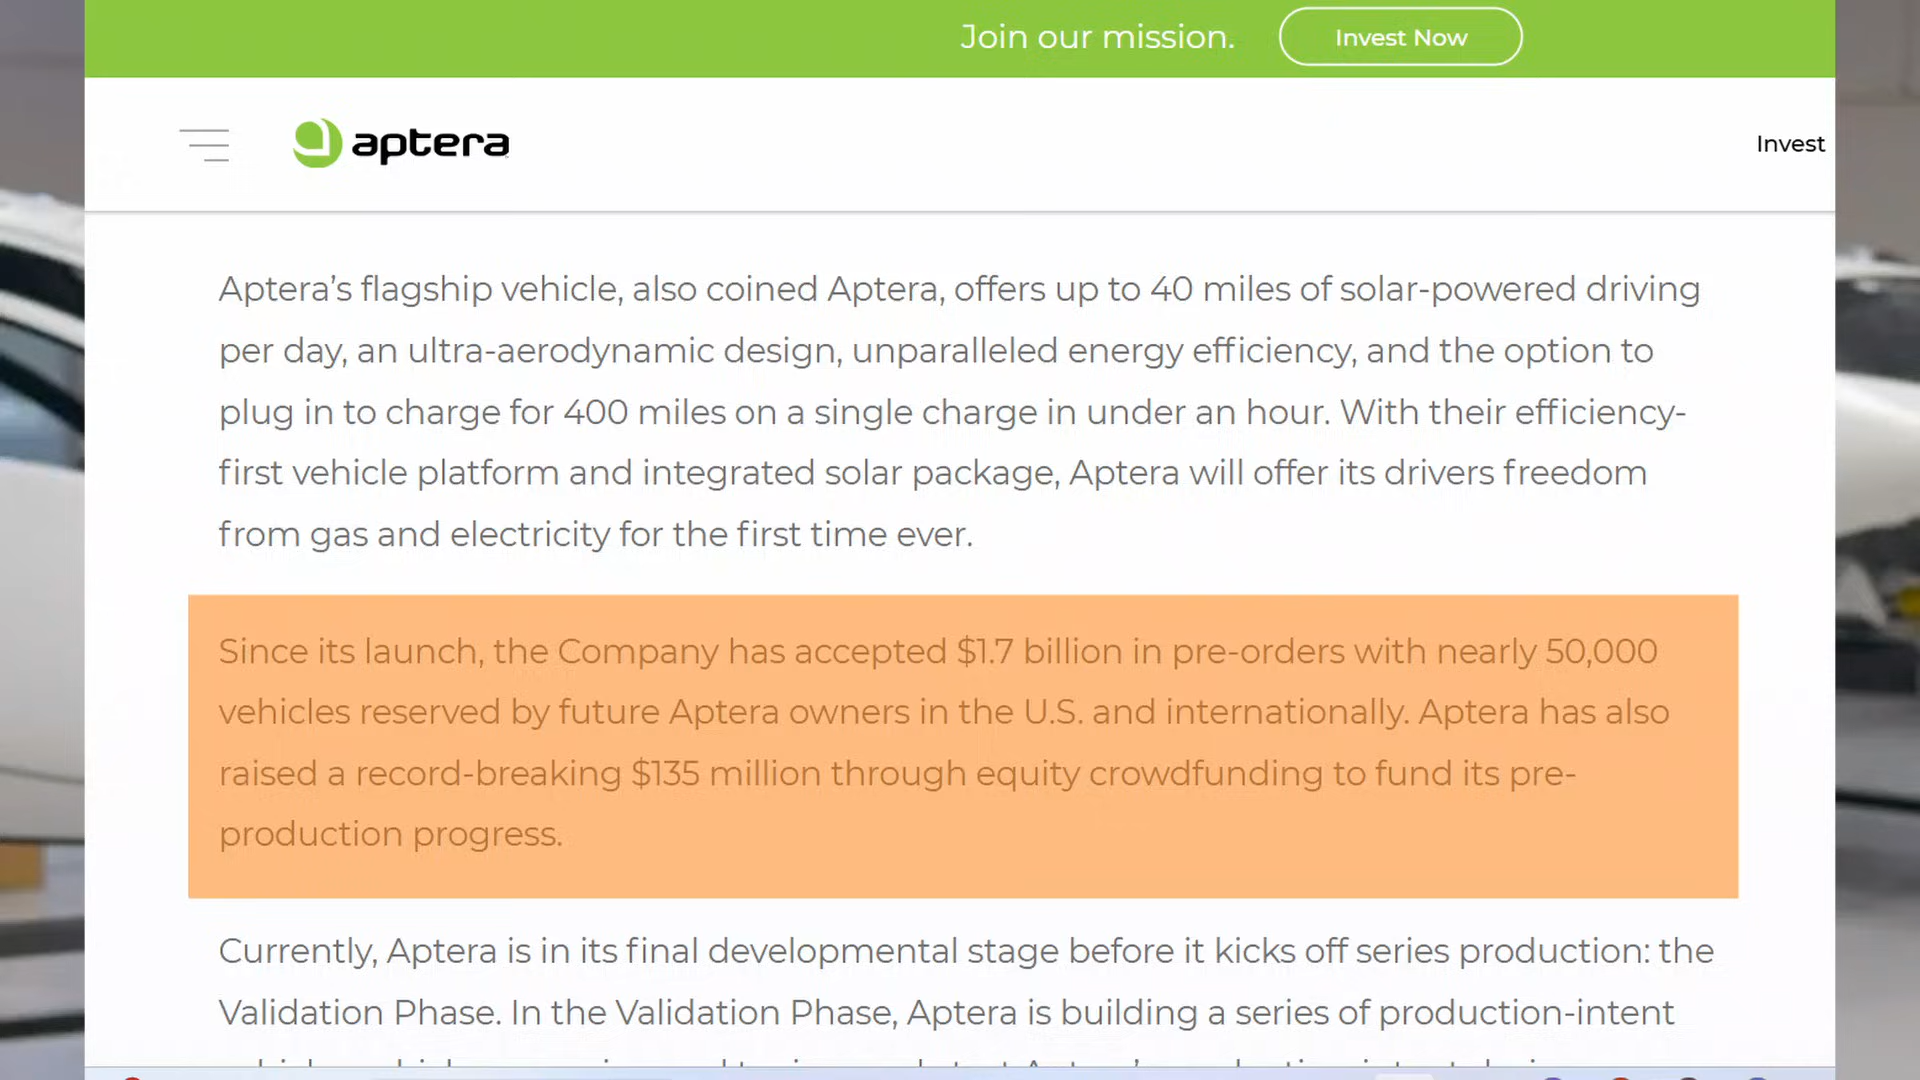 Join our mission. Invest Now
aptera
Invest
Aptera’s flagship vehicle, also coined Aptera, offers up to 40 miles of solar-powered driving
per day, an ultra-aerodynamic design, unparalleled energy efficiency, and the option to
plug in to charge for 400 miles on a single charge in under an hour. With their efficiency-
first vehicle platform and integrated solar package, Aptera will offer its drivers freedom
from gas and electricity for the first time ever.
Since its launch, the Company has accepted $1.7 billion in pre-orders with nearly 50,000
vehicles reserved by future Aptera owners in the U.S. and internationally. Aptera has also
raised a record-breaking $135 million through equity crowdfunding to fund its pre-
production progress.
Currently, Aptera is in its final developmental stage before it kicks off series production: the
Validation Phase. In the Validation Phase, Aptera is building a series of production-intent